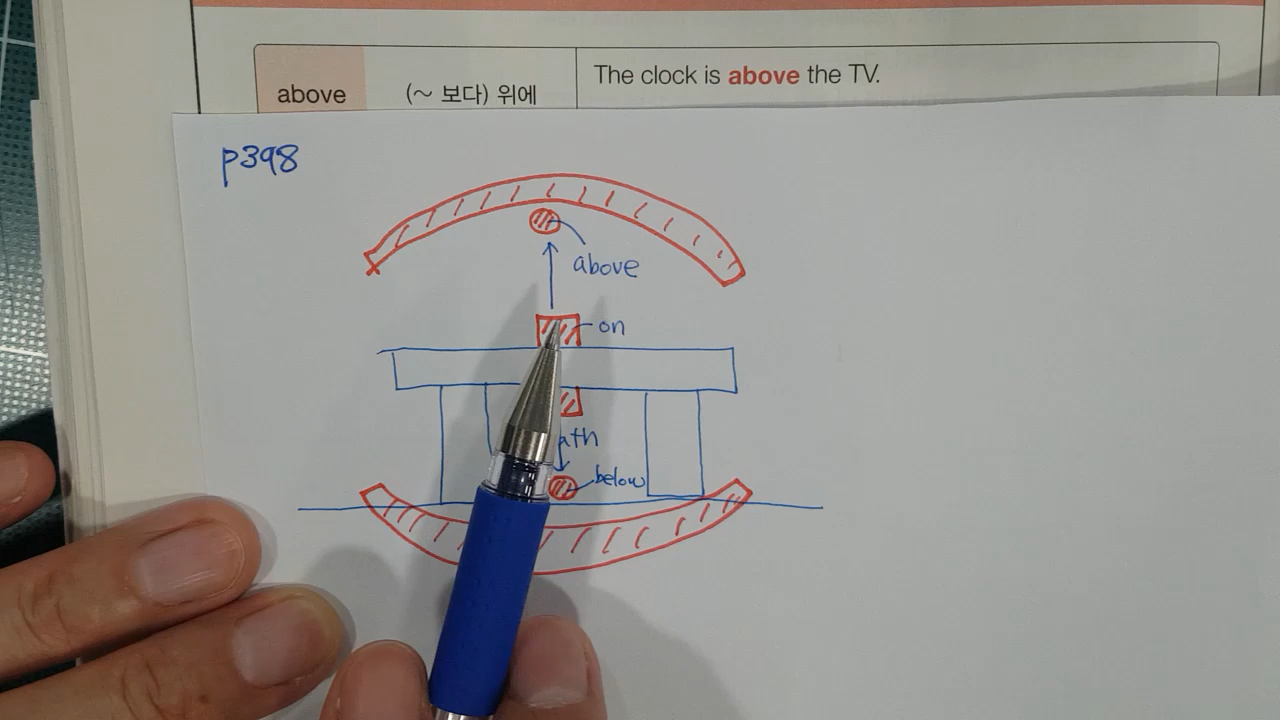 above (~ 보다) 위에 The clock is above the TV.
p398
above
on
below